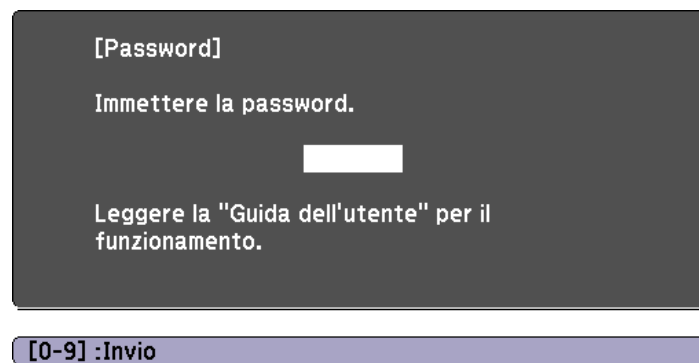 [Password]
Immettere la password.
Leggere la "Guida dell'utente" per il
funzionamento.
[0-9] :Invio